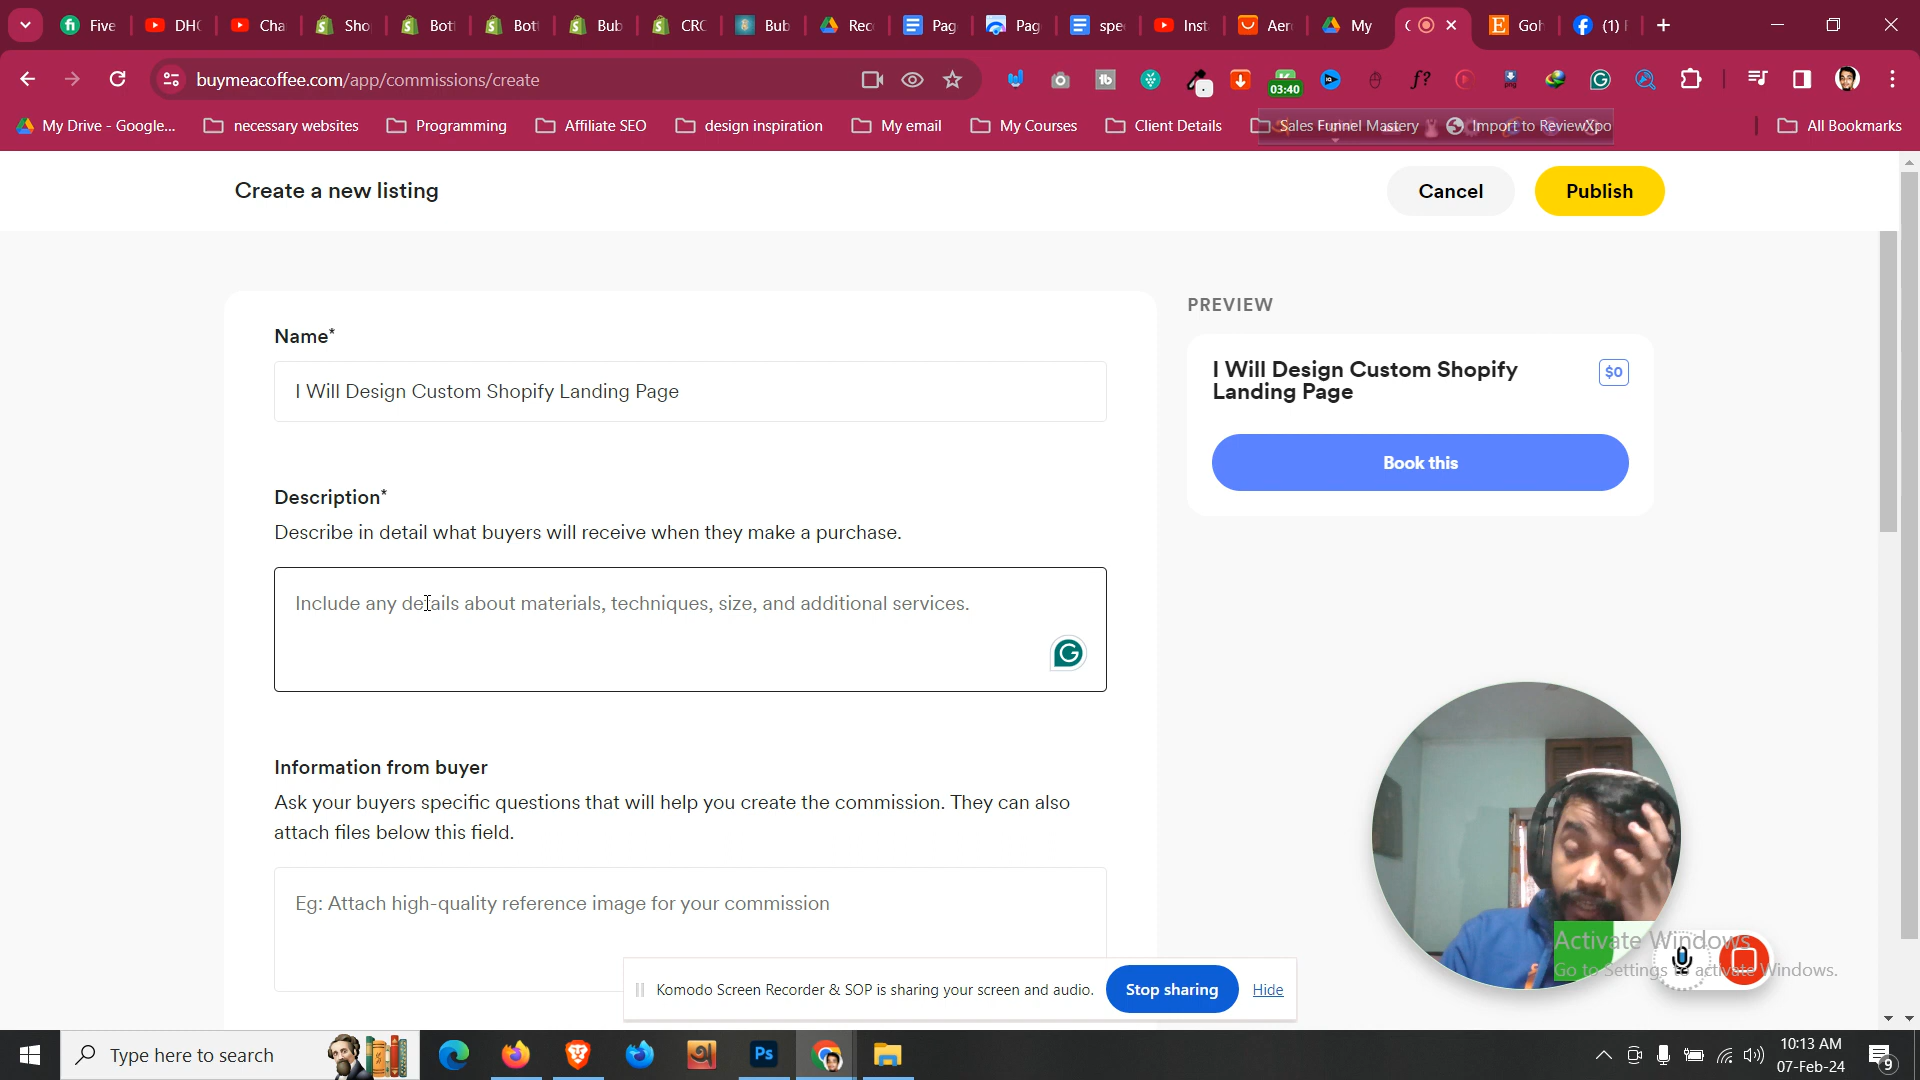 Five
DHC
Cha
Sho
Bott
Bott
Bub
CRO
Bub
Rec
Pag
Pag
spe
Inst
Aer
My
Goh
(1) F
buymeacoffee.com/app/commissions/create
03:40
My Drive - Google...
necessary websites
Programming
Affiliate SEO
design inspiration
My email
My Courses
Client Details
Sales Funnel Mastery
Import to ReviewXpo
All Bookmarks
Create a new listing
Cancel
Publish
Name*
I Will Design Custom Shopify Landing Page
Description*
Describe in detail what buyers will receive when they make a purchase.
Include any details about materials, techniques, size, and additional services.
Information from buyer
Ask your buyers specific questions that will help you create the commission. They can also
attach files below this field.
Eg: Attach high-quality reference image for your commission
PREVIEW
I Will Design Custom Shopify
Landing Page
$0
Book this
Activate Windows
Go to Settings to activate Windows.
Komodo Screen Recorder & SOP is sharing your screen and audio.
Stop sharing
Hide
Type here to search
Ps
10:13 AM
07-Feb-24
9